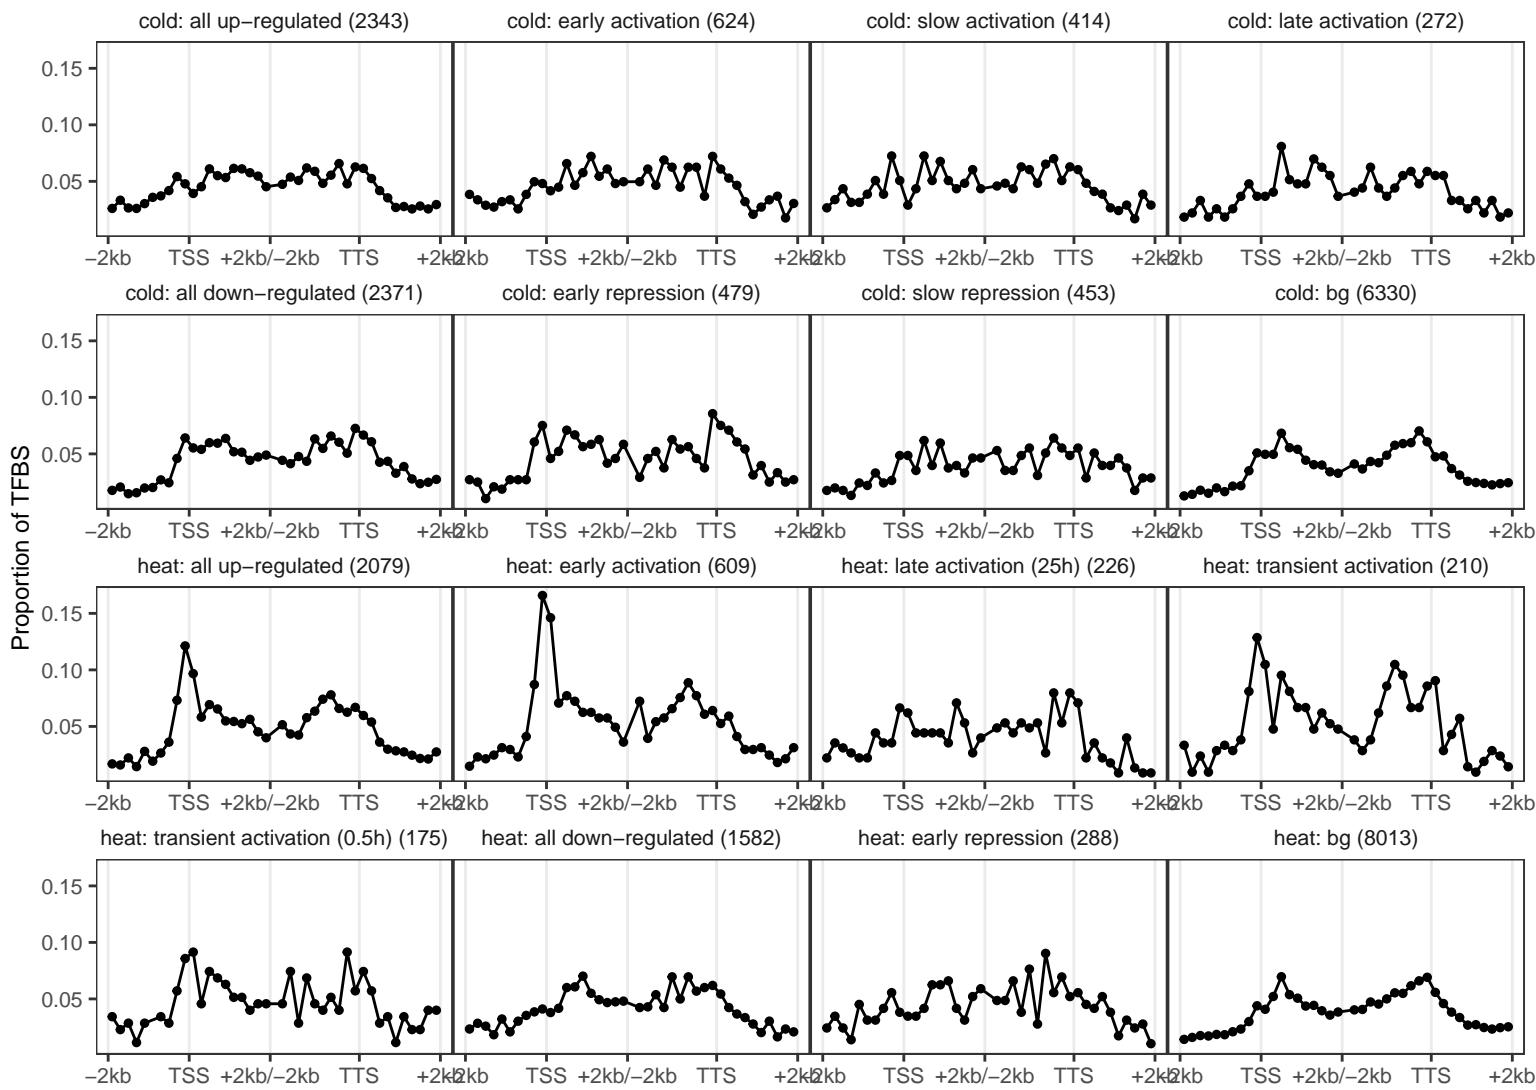 cold: all up−regulated (2343) cold: early activation (624) cold: slow activation (414) cold: late activation (272)
0.15
0.10
0.05
−2kb TSS +2kb/−2kb TTS +2kb −2kb TSS +2kb/−2kb TTS +2kb −2kb TSS +2kb/−2kb TTS +2kb −2kb TSS +2kb/−2kb TTS +2kb
cold: all down−regulated (2371) cold: early repression (479) cold: slow repression (453) cold: bg (6330)
0.15
0.10
0.05
−2kb TSS +2kb/−2kb TTS +2kb −2kb TSS +2kb/−2kb TTS +2kb −2kb TSS +2kb/−2kb TTS +2kb −2kb TSS +2kb/−2kb TTS +2kb
Proportion of TFBS
heat: all up−regulated (2079) heat: early activation (609) heat: late activation (25h) (226) heat: transient activation (210)
0.15
0.10
0.05
−2kb TSS +2kb/−2kb TTS +2kb −2kb TSS +2kb/−2kb TTS +2kb −2kb TSS +2kb/−2kb TTS +2kb −2kb TSS +2kb/−2kb TTS +2kb
heat: transient activation (0.5h) (175) heat: all down−regulated (1582) heat: early repression (288) heat: bg (8013)
0.15
0.10
0.05
−2kb TSS +2kb/−2kb TTS +2kb −2kb TSS +2kb/−2kb TTS +2kb −2kb TSS +2kb/−2kb TTS +2kb −2kb TSS +2kb/−2kb TTS +2kb